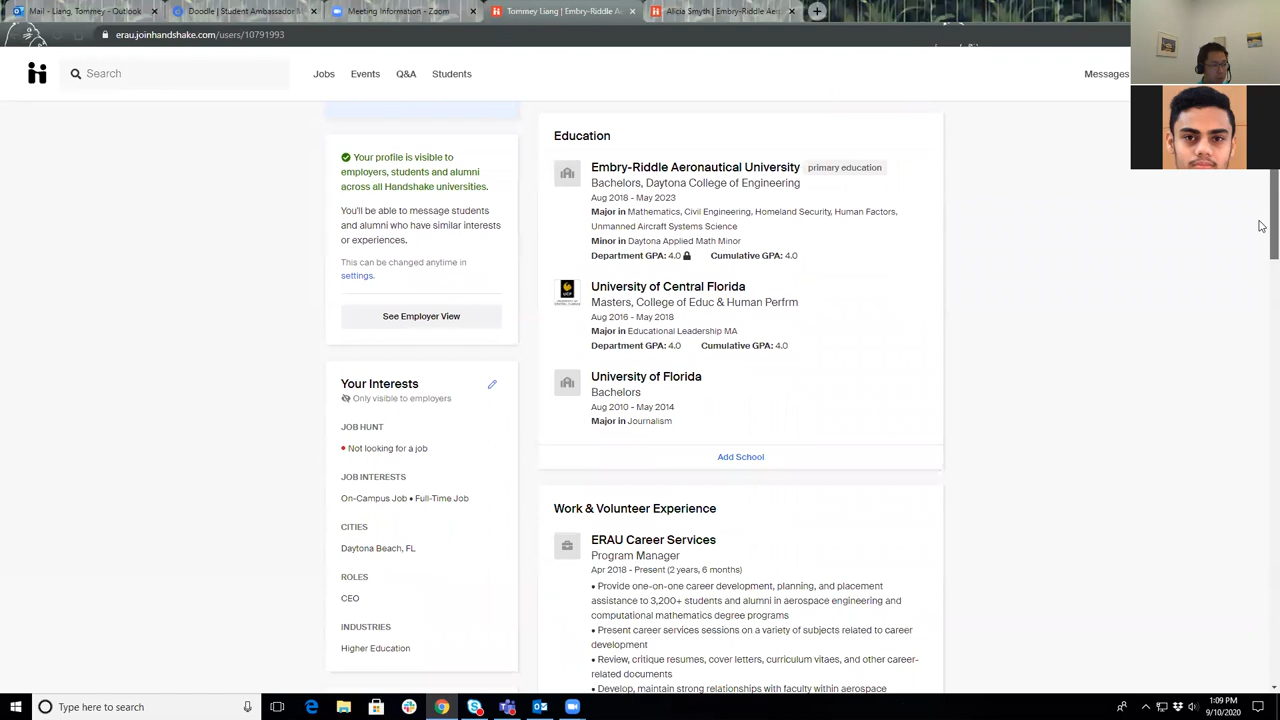 Mail - Liang, Tommey - Outlook
Doodle | Student Ambassador
Meeting Information - Zoom
Tommey Liang | Embry-Riddle Ae
Alicia Smyth | Embry-Riddle Aer
erau.joinhandshake.com/users/10791993
Search
Jobs
Events
Q&A
Students
Messages
Your profile is visible to
employers, students and alumni
across all Handshake universities.
You'll be able to message students
and alumni who have similar interests
or experiences.
This can be changed anytime in
settings.
See Employer View
Your Interests
Only visible to employers
JOB HUNT
Not looking for a job
JOB INTERESTS
On-Campus Job • Full-Time Job
CITIES
Daytona Beach, FL
ROLES
CEO
INDUSTRIES
Higher Education
Education
Embry-Riddle Aeronautical University primary education
Bachelors, Daytona College of Engineering
Aug 2018 - May 2023
Major in Mathematics, Civil Engineering, Homeland Security, Human Factors,
Unmanned Aircraft Systems Science
Minor in Daytona Applied Math Minor
Department GPA: 4.0 Cumulative GPA: 4.0
University of Central Florida
Masters, College of Educ & Human Perfrm
Aug 2016 - May 2018
Major in Educational Leadership MA
Department GPA: 4.0 Cumulative GPA: 4.0
University of Florida
Bachelors
Aug 2010 - May 2014
Major in Journalism
Add School
Work & Volunteer Experience
ERAU Career Services
Program Manager
Apr 2018 - Present (2 years, 6 months)
• Provide one-on-one career development, planning, and placement
assistance to 3,200+ students and alumni in aerospace engineering and
computational mathematics degree programs
• Present career services sessions on a variety of subjects related to career
development
• Review, critique resumes, cover letters, curriculum vitaes, and other career-
related documents
• Develop, maintain strong relationships with faculty within aerospace
Type here to search
1:09 PM
9/10/2020